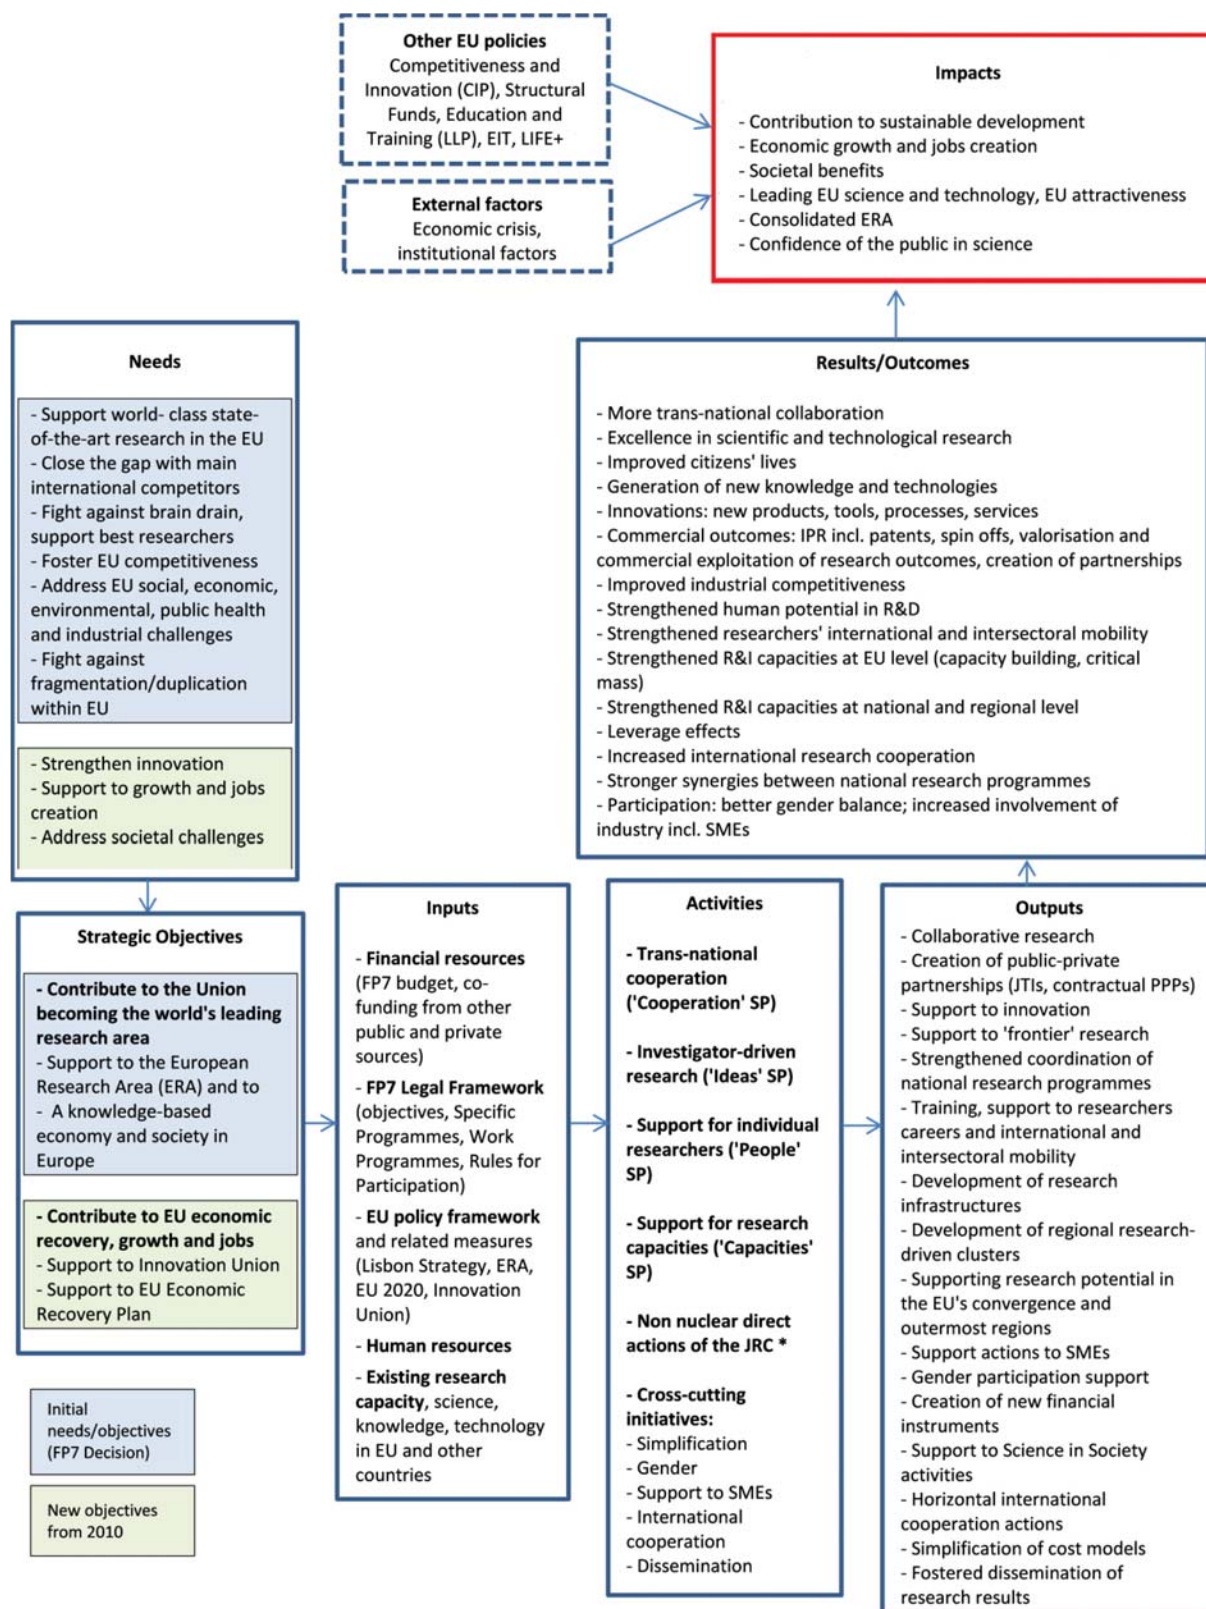 Other EU policies
Competitiveness and
Innovation (CIP), Structural
Funds, Education and
Training (LLP), EIT, LIFE+
External factors
Economic crisis,
institutional factors
Impacts
- Contribution to sustainable development
- Economic growth and jobs creation
- Societal benefits
- Leading EU science and technology, EU attractiveness
- Consolidated ERA
- Confidence of the public in science
Needs
- Support world- class state-
of-the-art research in the EU
- Close the gap with main
international competitors
- Fight against brain drain,
support best researchers
- Foster EU competitiveness
- Address EU social, economic,
environmental, public health
and industrial challenges
- Fight against
fragmentation/duplication
within EU
- Strengthen innovation
- Support to growth and jobs
creation
- Address societal challenges
Results/Outcomes
- More trans-national collaboration
- Excellence in scientific and technological research
- Improved citizens' lives
- Generation of new knowledge and technologies
- Innovations: new products, tools, processes, services
- Commercial outcomes: IPR incl. patents, spin offs, valorisation and
commercial exploitation of research outcomes, creation of partnerships
- Improved industrial competitiveness
- Strengthened human potential in R&D
- Strengthened researchers' international and intersectoral mobility
- Strengthened R&I capacities at EU level (capacity building, critical
mass)
- Strengthened R&I capacities at national and regional level
- Leverage effects
- Increased international research cooperation
- Stronger synergies between national research programmes
- Participation: better gender balance; increased involvement of
industry incl. SMEs
Strategic Objectives
- Contribute to the Union
becoming the world's leading
research area
- Support to the European
Research Area (ERA) and to
- A knowledge-based
economy and society in
Europe
- Contribute to EU economic
recovery, growth and jobs
- Support to Innovation Union
- Support to EU Economic
Recovery Plan
Initial
needs/objectives
(FP7 Decision)
New objectives
from 2010
Inputs
- Financial resources
(FP7 budget, co-
funding from other
public and private
sources)
- FP7 Legal Framework
(objectives, Specific
Programmes, Work
Programmes, Rules for
Participation)
- EU policy framework
and related measures
(Lisbon Strategy, ERA,
EU 2020, Innovation
Union)
- Human resources
- Existing research
capacity, science,
knowledge, technology
in EU and other
countries
Activities
- Trans-national
cooperation
('Cooperation' SP)
- Investigator-driven
research ('Ideas' SP)
- Support for individual
researchers ('People'
SP)
- Support for research
capacities ('Capacities'
SP)
- Non nuclear direct
actions of the JRC *
- Cross-cutting
initiatives:
- Simplification
- Gender
- Support to SMEs
- International
cooperation
- Dissemination
Outputs
- Collaborative research
- Creation of public-private
partnerships (JTIs, contractual PPPs)
- Support to innovation
- Support to 'frontier' research
- Strengthened coordination of
national research programmes
- Training, support to researchers
careers and international and
intersectoral mobility
- Development of research
infrastructures
- Development of regional research-
driven clusters
- Supporting research potential in
the EU's convergence and
outermost regions
- Support actions to SMEs
- Gender participation support
- Creation of new financial
instruments
- Support to Science in Society
activities
- Horizontal international
cooperation actions
- Simplification of cost models
- Fostered dissemination of
research results